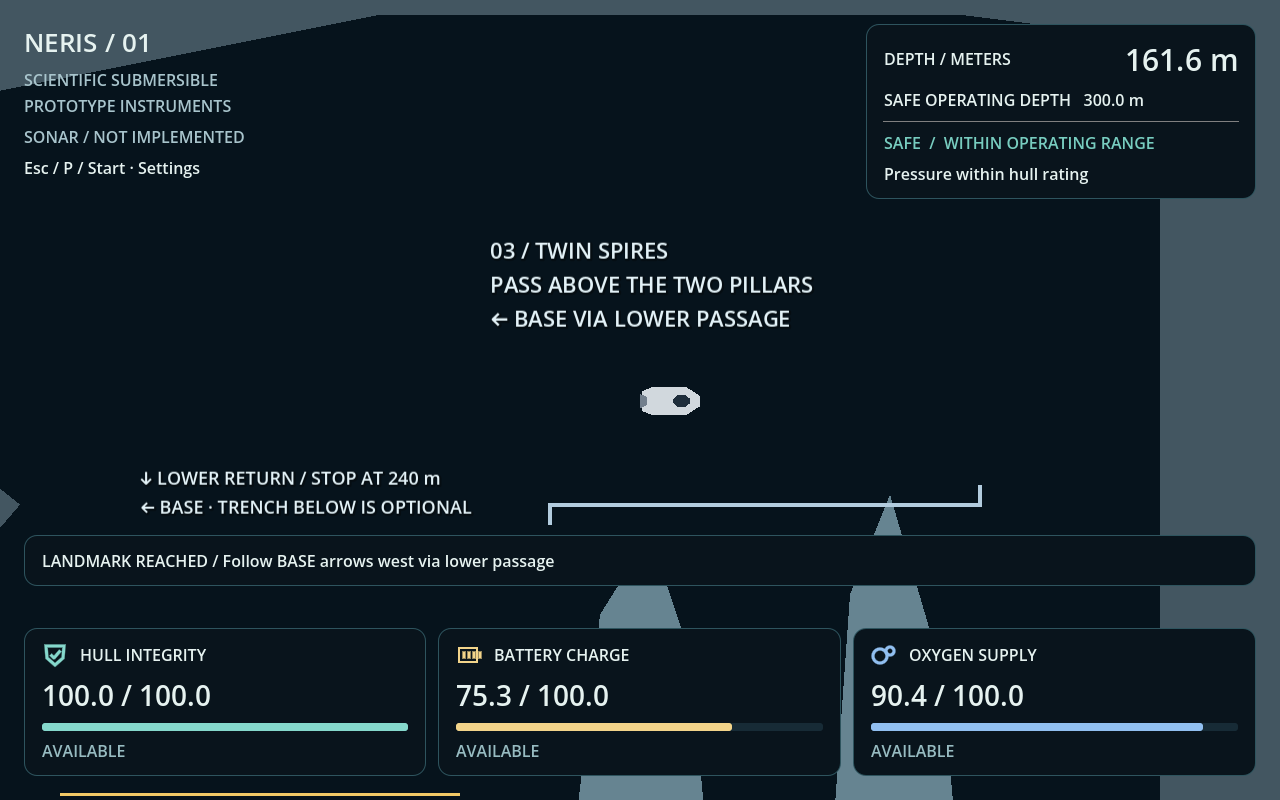 NERIS / 01
SCIENTIFIC SUBMERSIBLE
PROTOTYPE INSTRUMENTS
SONAR / NOT IMPLEMENTED
Esc / P / Start · Settings
DEPTH / METERS 161.6 m
SAFE OPERATING DEPTH 300.0 m
SAFE / WITHIN OPERATING RANGE
Pressure within hull rating
03 / TWIN SPIRES
PASS ABOVE THE TWO PILLARS
← BASE VIA LOWER PASSAGE
↓ LOWER RETURN / STOP AT 240 m
← BASE · TRENCH BELOW IS OPTIONAL
LANDMARK REACHED / Follow BASE arrows west via lower passage
HULL INTEGRITY
100.0 / 100.0
AVAILABLE
BATTERY CHARGE
75.3 / 100.0
AVAILABLE
OXYGEN SUPPLY
90.4 / 100.0
AVAILABLE